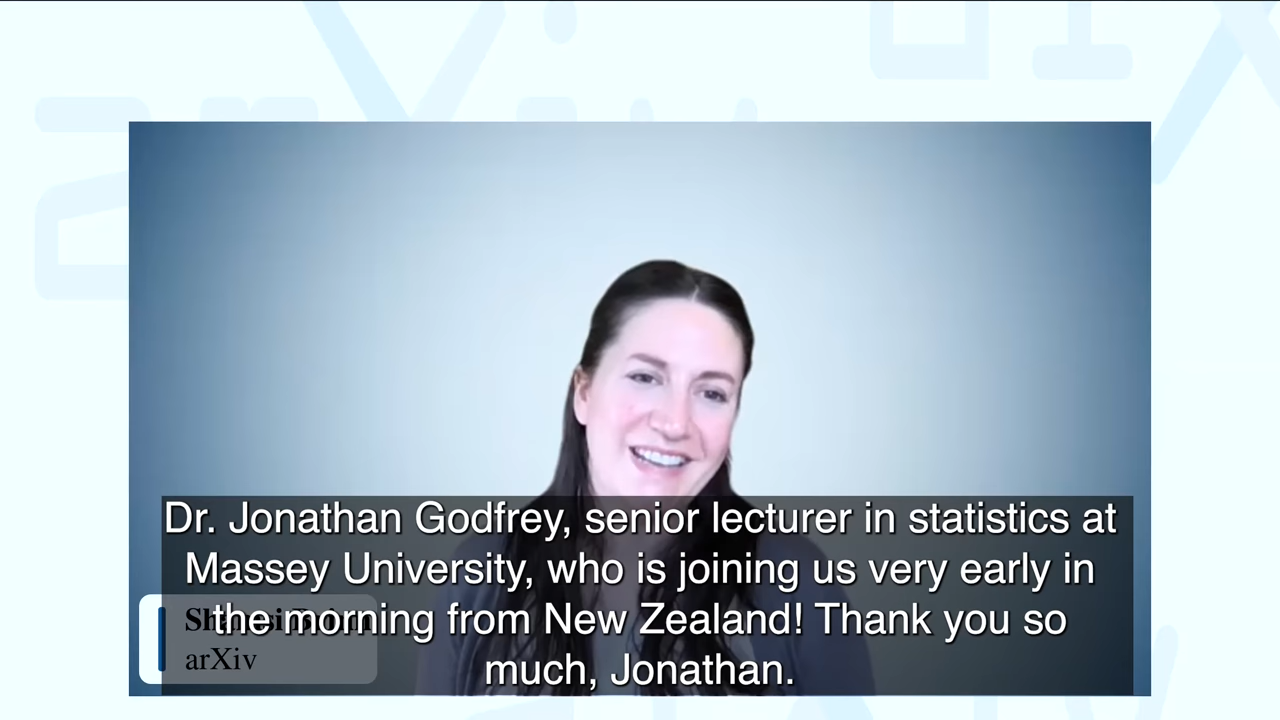 arXiv
Dr. Jonathan Godfrey, senior lecturer in statistics at
Massey University, who is joining us very early in
the morning from New Zealand! Thank you so
much, Jonathan.
arXiv